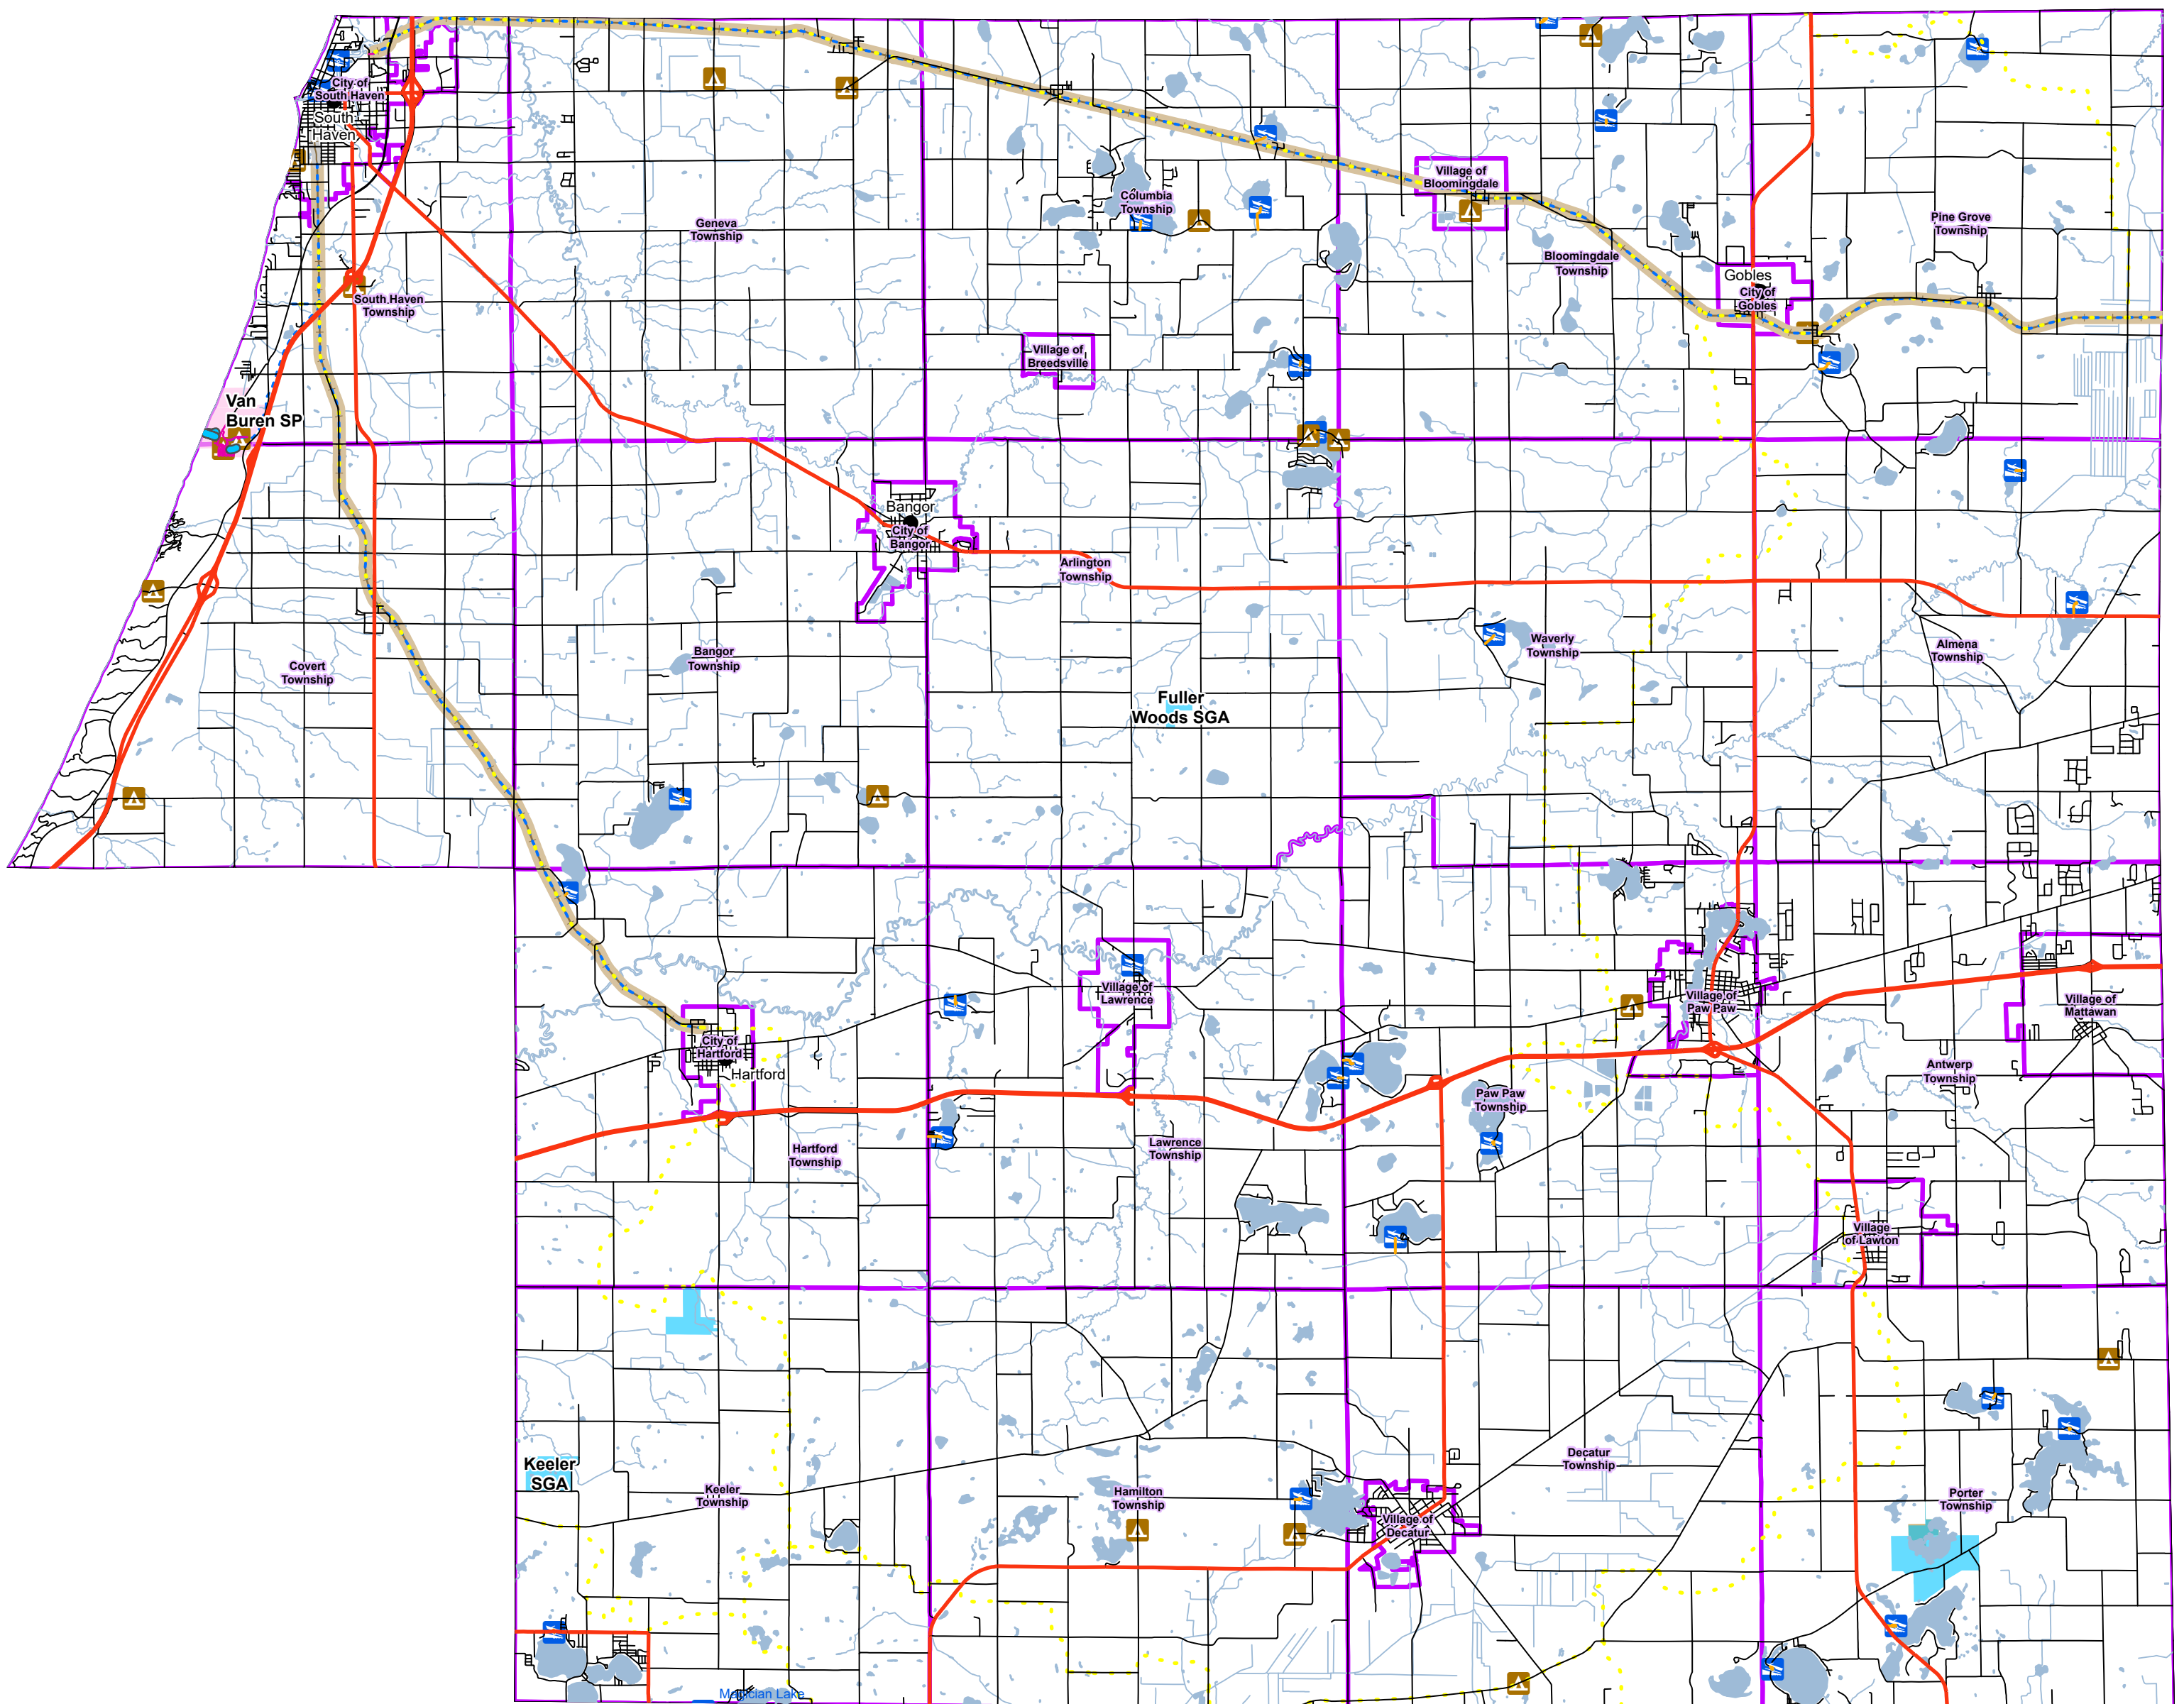 City of
South Haven
South
Haven
Village of
Bloomingdale
Columbia
Township
Geneva
Township
Pine Grove
Township
Bloomingdale
Township
Gobles
City of
Gobles
South Haven
Township
Village of
Breedsville
Van
Buren SP
Bangor
City of
Bangor
Arlington
Township
Waverly
Township
Almena
Township
Bangor
Township
Covert
Township
Fuller
Woods SGA
Village of
Lawrence
Village of
Paw Paw
Village of
Mattawan
City of
Hartford
Hartford
Antwerp
Township
Paw Paw
Township
Lawrence
Township
Hartford
Township
Village
of Lawton
Keeler
SGA
Decatur
Township
Keeler
Township
Hamilton
Township
Porter
Township
Village of
Decatur
Magician Lake